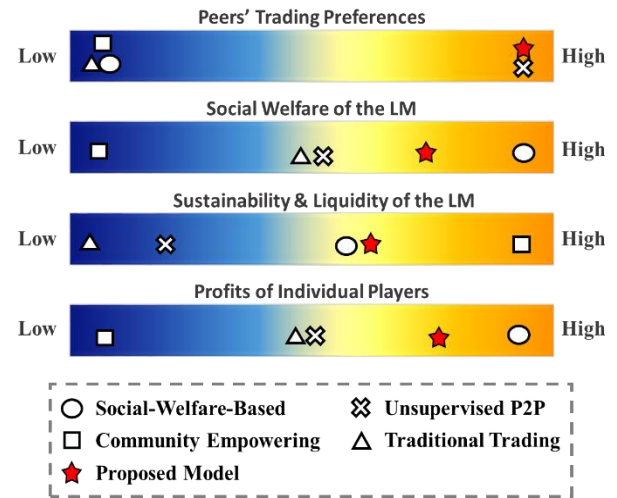 Peers' Trading Preferences
Low High
Social Welfare of the LM
Low High
Sustainability & Liquidity of the LM
Low High
Profits of Individual Players
Low High
Social-Welfare-Based Unsupervised P2P
Community Empowering Traditional Trading
Proposed Model